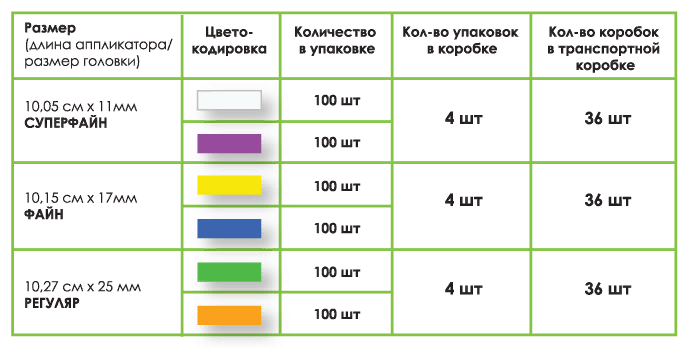 Размер
(длина аппликатора/
размер головки)
Цвето-
кодировка
Количество
в упаковке
Кол-во упаковок
в коробке
Кол-во коробок
в транспортной
коробке
10,05 см х 11мм
СУПЕРФАЙН
100 шт
100 шт
4 шт
36 шт
10,15 см х 17мм
ФАЙН
100 шт
100 шт
4 шт
36 шт
10,27 см х 25 мм
РЕГУЛЯР
100 шт
100 шт
4 шт
36 шт